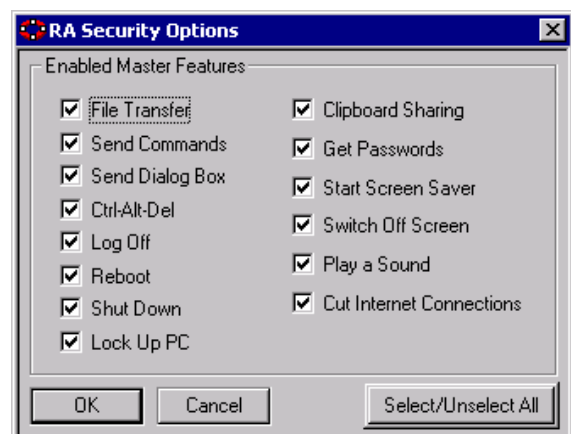 RA Security Options
Enabled Master Features
File Transfer
Send Commands
Send Dialog Box
Ctrl-Alt-Del
Log Off
Reboot
Shut Down
Lock Up PC
Clipboard Sharing
Get Passwords
Start Screen Saver
Switch Off Screen
Play a Sound
Cut Internet Connections
OK
Cancel
Select/Unselect All